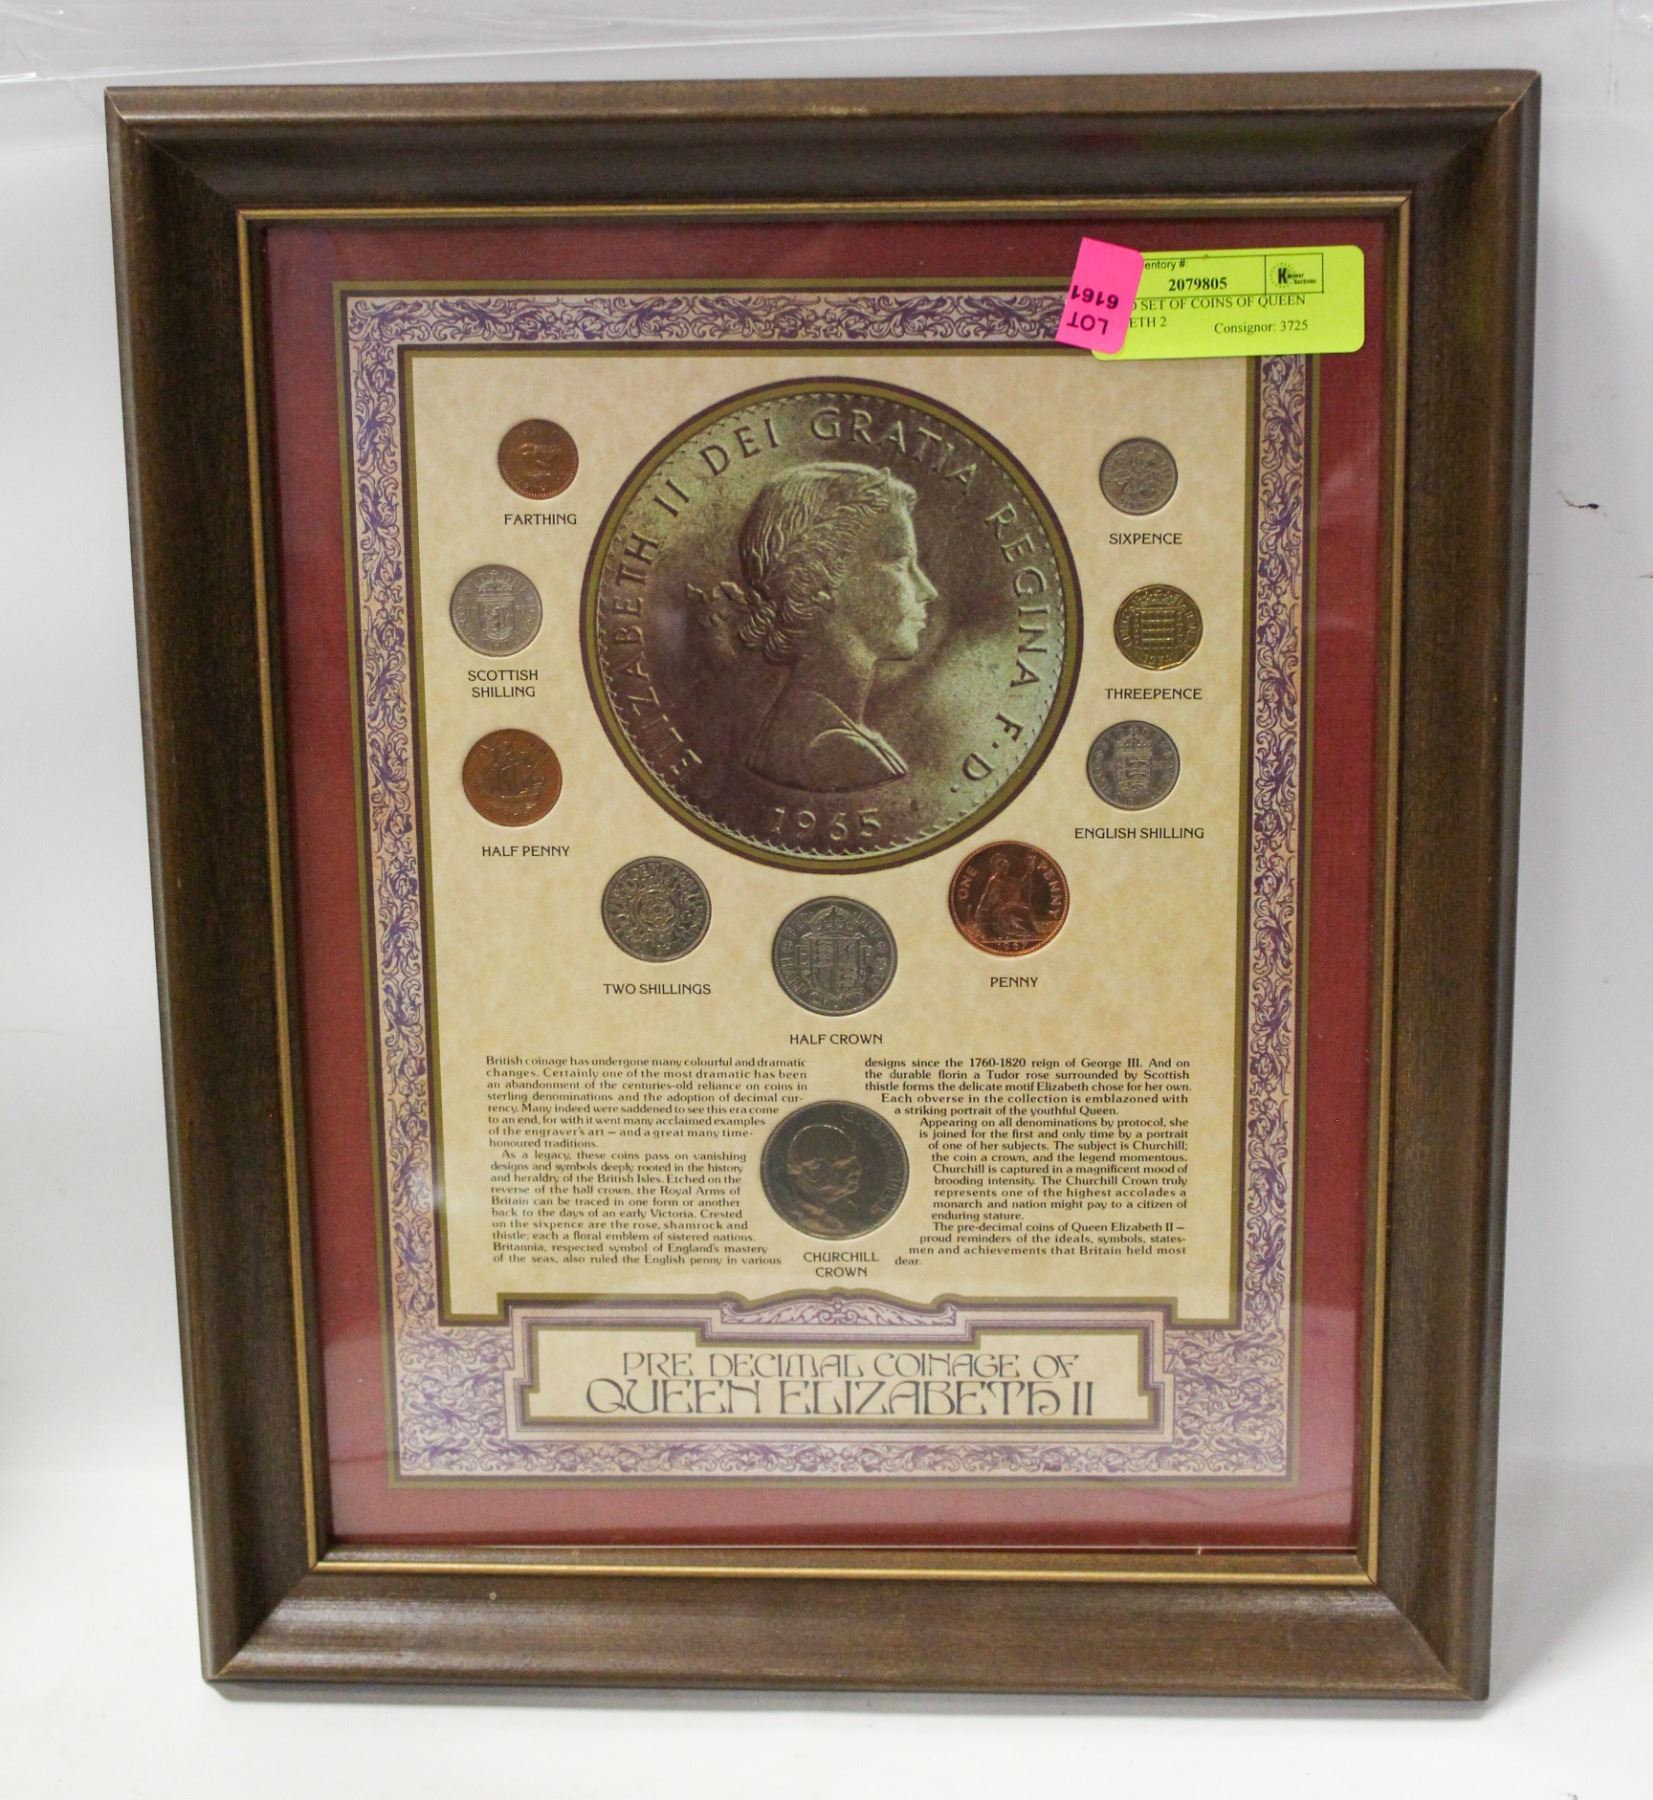 entory #:
2079805
Kastner Auctions
SET OF COINS OF QUEEN
ETH 2
Consignor: 3725
LOT
6161
ELIZABETH II DEI GRATIA REGINA F·D.
1965
FARTHING
SIXPENCE
SCOTTISH
SHILLING
THREEPENCE
HALF PENNY
ENGLISH SHILLING
TWO SHILLINGS
ONE PENNY
1967
PENNY
HALF CROWN
British coinage has undergone many colourful and dramatic
changes. Certainly one of the most dramatic has been
an abandonment of the centuries-old reliance on coins in
sterling denominations and the adoption of decimal cur-
rency. Many indeed were saddened to see this era come
to an end, for with it went many acclaimed examples
of the engraver's art – and a great many time-
honoured traditions.
As a legacy, these coins pass on vanishing
designs and symbols deeply rooted in the history
and heraldry of the British Isles. Etched on the
reverse of the half crown, the Royal Arms of
Britain can be traced in one form or another
back to the days of an early Victoria. Crested
on the sixpence are the rose, shamrock and
thistle; each a floral emblem of sistered nations.
Britannia, respected symbol of England's mastery
of the seas, also ruled the English penny in various
designs since the 1760-1820 reign of George III. And on
the durable florin a Tudor rose surrounded by Scottish
thistle forms the delicate motif Elizabeth chose for her own.
Each obverse in the collection is emblazoned with
a striking portrait of the youthful Queen.
Appearing on all denominations by protocol, she
is joined for the first and only time by a portrait
of one of her subjects. The subject is Churchill;
the coin a crown, and the legend momentous.
Churchill is captured in a magnificent mood of
brooding intensity. The Churchill Crown truly
represents one of the highest accolades a
monarch and nation might pay to a citizen of
enduring stature.
The pre-decimal coins of Queen Elizabeth II –
proud reminders of the ideals, symbols, states-
men and achievements that Britain held most
dear.
CHURCHILL
CROWN
PRE DECIMAL COINAGE OF
QUEEN ELIZABETH II